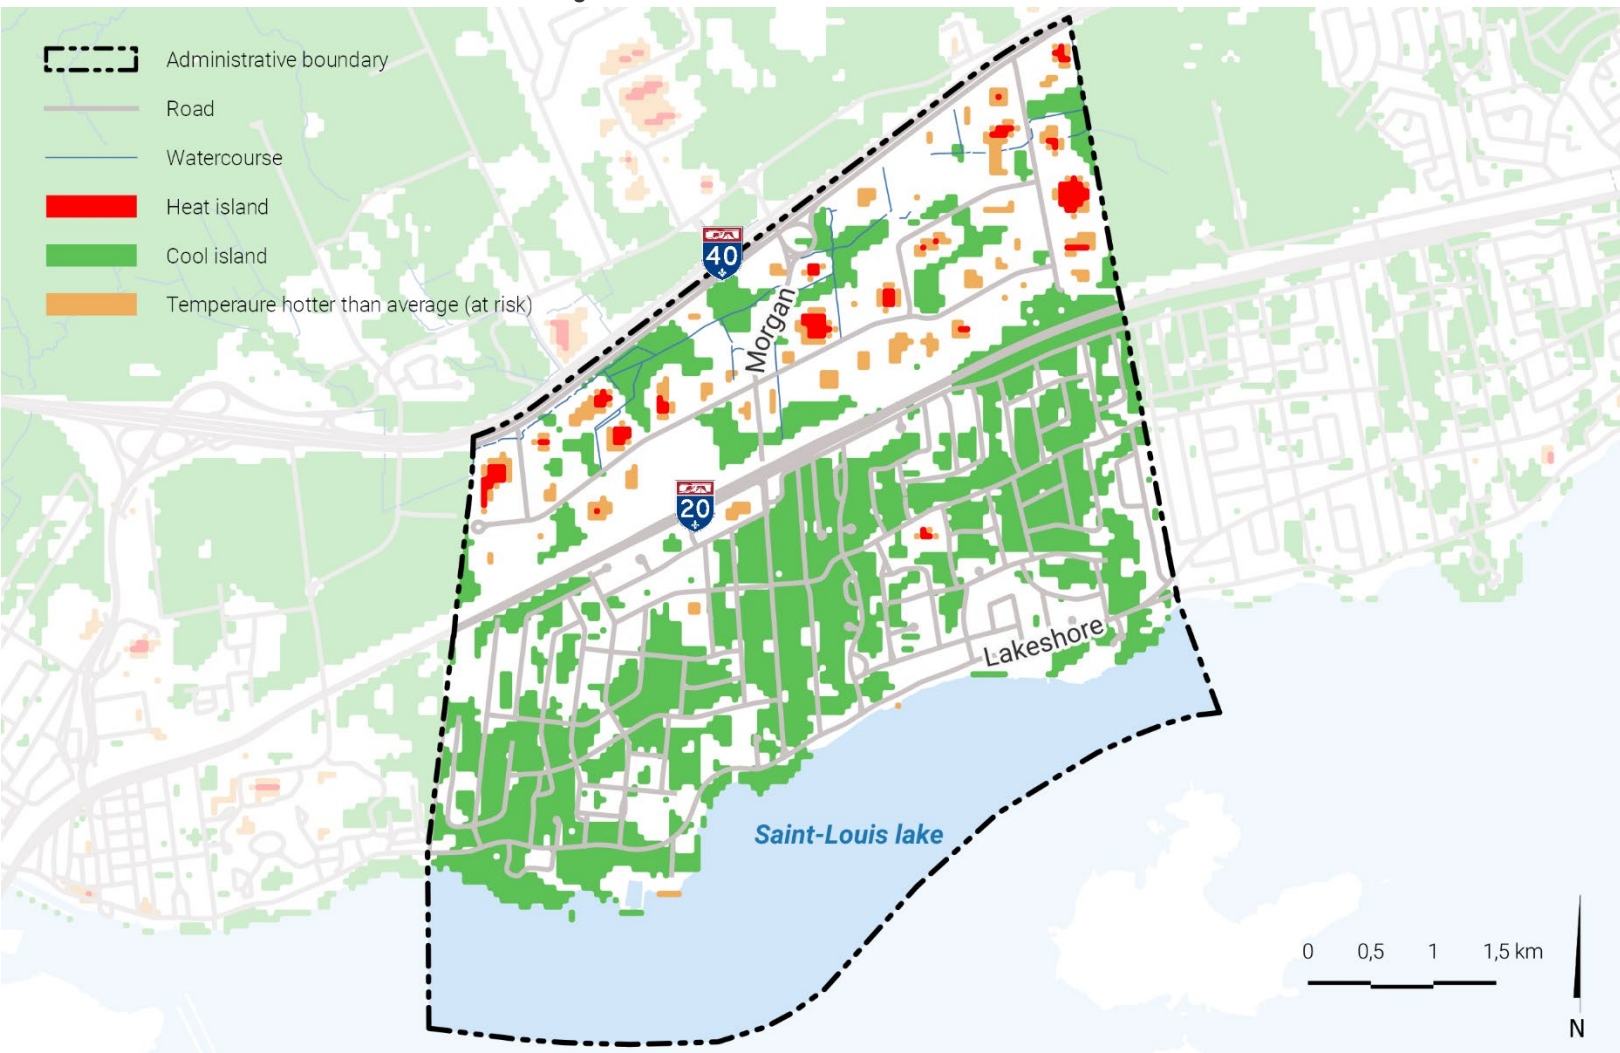 Administrative boundary
Road
Watercourse
Heat island
Cool island
Temperaure hotter than average (at risk)
40
Morgan
20
Lakeshore
Saint-Louis lake
0 0,5 1 1,5 km
N